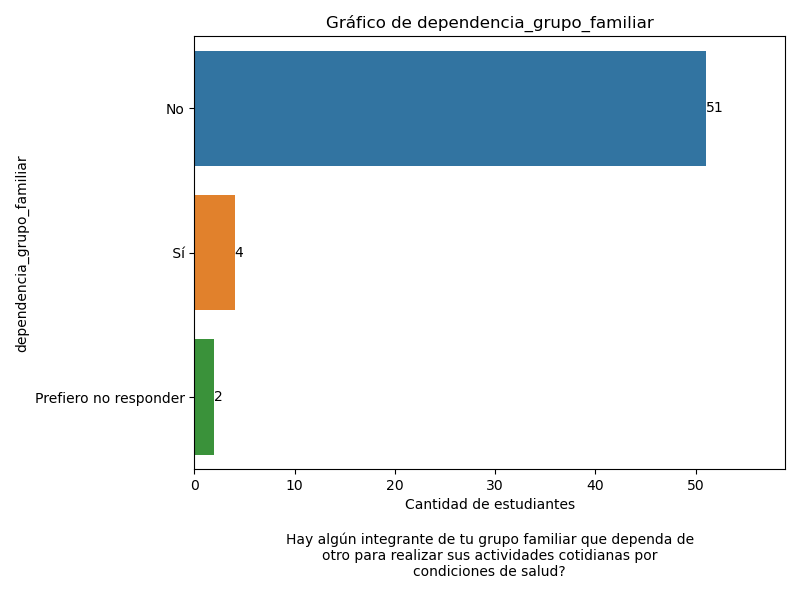 Gráfico de dependencia_grupo_familiar
dependencia_grupo_familiar
No
51
Sí
4
Prefiero no responder
2
0 10 20 30 40 50
Cantidad de estudiantes
Hay algún integrante de tu grupo familiar que dependa de
otro para realizar sus actividades cotidianas por
condiciones de salud?